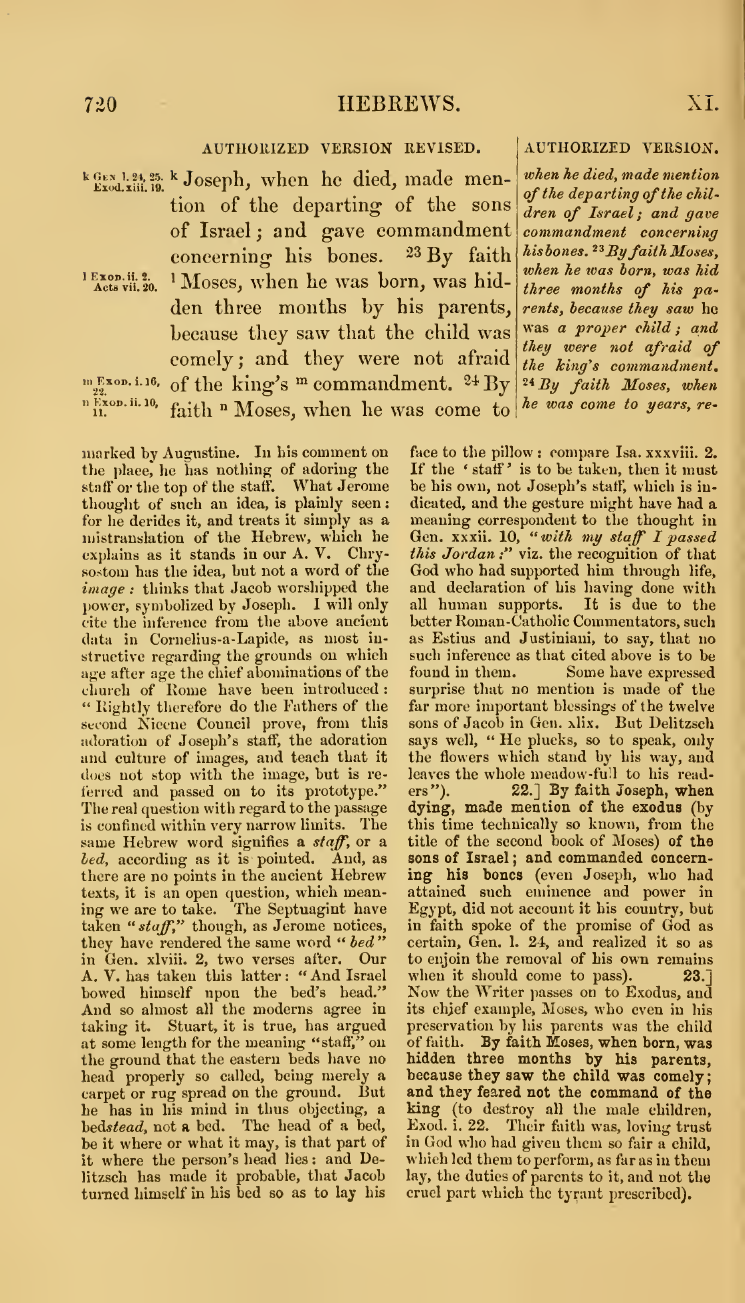 720 HEBREWS. XI.
AUTHORIZED VERSION REVISED.
k GEN l. 24, 25.
Exod. xiii. 19.
k Joseph, when he died, made men-
tion of the departing of the sons
of Israel; and gave commandment
concerning his bones. 23 By faith
l EXOD. ii. 2.
Acts vii. 20.
l Moses, when he was born, was hid-
den three months by his parents,
because they saw that the child was
comely; and they were not afraid
m EXOD. i. 16,
22.
of the king's m commandment. 24 By
n EXOD. ii. 10,
11.
faith n Moses, when he was come to
AUTHORIZED VERSION.
when he died, made mention
of the departing of the chil-
dren of Israel; and gave
commandment concerning
his bones. 23 By faith Moses,
when he was born, was hid
three months of his pa-
rents, because they saw he
was a proper child; and
they were not afraid of
the king's commandment.
24 By faith Moses, when
he was come to years, re-
marked by Augustine. In his comment on
the place, he has nothing of adoring the
staff or the top of the staff. What Jerome
thought of such an idea, is plainly seen:
for he derides it, and treats it simply as a
mistranslation of the Hebrew, which he
explains as it stands in our A. V. Chry-
sostom has the idea, but not a word of the
image: thinks that Jacob worshipped the
power, symbolized by Joseph. I will only
cite the inference from the above ancient
data in Cornelius-a-Lapide, as most in-
structive regarding the grounds on which
age after age the chief abominations of the
church of Rome have been introduced:
“Rightly therefore do the Fathers of the
second Nicene Council prove, from this
adoration of Joseph's staff, the adoration
and culture of images, and teach that it
does not stop with the image, but is re-
ferred and passed on to its prototype.”
The real question with regard to the passage
is confined within very narrow limits. The
same Hebrew word signifies a staff, or a
bed, according as it is pointed. And, as
there are no points in the ancient Hebrew
texts, it is an open question, which mean-
ing we are to take. The Septuagint have
taken “staff,” though, as Jerome notices,
they have rendered the same word “bed”
in Gen. xlviii. 2, two verses after. Our
A. V. has taken this latter: “And Israel
bowed himself upon the bed's head.”
And so almost all the moderns agree in
taking it. Stuart, it is true, has argued
at some length for the meaning “staff,” on
the ground that the eastern beds have no
head properly so called, being merely a
carpet or rug spread on the ground. But
he has in his mind in thus objecting, a
bedstead, not a bed. The head of a bed,
be it where or what it may, is that part of
it where the person's head lies: and De-
litzsch has made it probable, that Jacob
turned himself in his bed so as to lay his
face to the pillow: compare Isa. xxxviii. 2.
If the ‘staff’ is to be taken, then it must
be his own, not Joseph's staff, which is in-
dicated, and the gesture might have had a
meaning correspondent to the thought in
Gen. xxxii. 10, “with my staff I passed
this Jordan:” viz. the recognition of that
God who had supported him through life,
and declaration of his having done with
all human supports. It is due to the
better Roman-Catholic Commentators, such
as Estius and Justiniani, to say, that no
such inference as that cited above is to be
found in them. Some have expressed
surprise that no mention is made of the
far more important blessings of the twelve
sons of Jacob in Gen. xlix. But Delitzsch
says well, “He plucks, so to speak, only
the flowers which stand by his way, and
leaves the whole meadow-full to his read-
ers”). 22.] By faith Joseph, when
dying, made mention of the exodus (by
this time technically so known, from the
title of the second book of Moses) of the
sons of Israel; and commanded concern-
ing his bones (even Joseph, who had
attained such eminence and power in
Egypt, did not account it his country, but
in faith spoke of the promise of God as
certain, Gen. l. 24, and realized it so as
to enjoin the removal of his own remains
when it should come to pass). 23.]
Now the Writer passes on to Exodus, and
its chief example, Moses, who even in his
preservation by his parents was the child
of faith. By faith Moses, when born, was
hidden three months by his parents,
because they saw the child was comely;
and they feared not the command of the
king (to destroy all the male children,
Exod. i. 22. Their faith was, loving trust
in God who had given them so fair a child,
which led them to perform, as far as in them
lay, the duties of parents to it, and not the
cruel part which the tyrant prescribed).